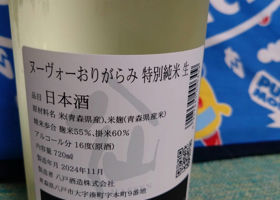 ヌーヴォーおりがらみ 特別純米 生
品目 日本酒
原材料名 米(青森県産)、米麹(青森県産米)
精米歩合 麹米55%、掛米60%
アルコール分 16度(原酒)
内容量 720ml
製造年月 2024年11月
製造者 八戸酒造株式会社
青森県八戸市大字湊町字本町9番地